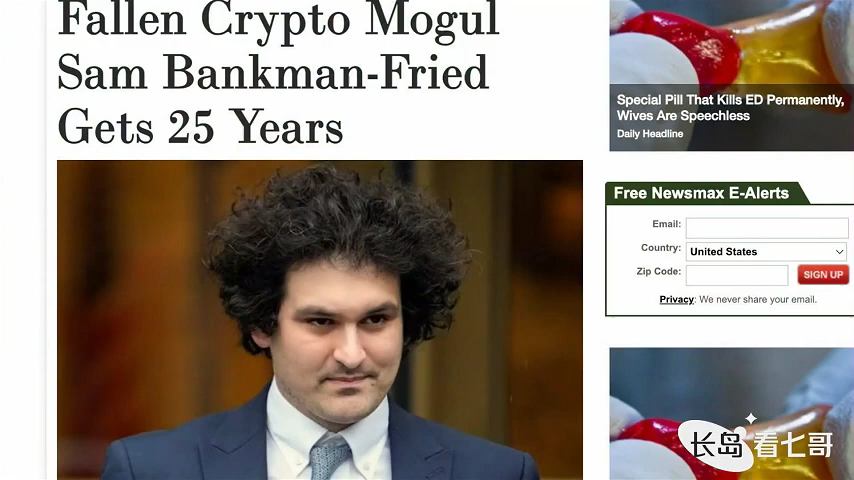 Fallen Crypto Mogul
Sam Bankman-Fried
Gets 25 Years
Special Pill That Kills ED Permanently,
Wives Are Speechless
Daily Headline
Free Newsmax E-Alerts
Email:
Country:
United States
Zip Code:
SIGN UP
Privacy: We never share your email.
长岛看七哥